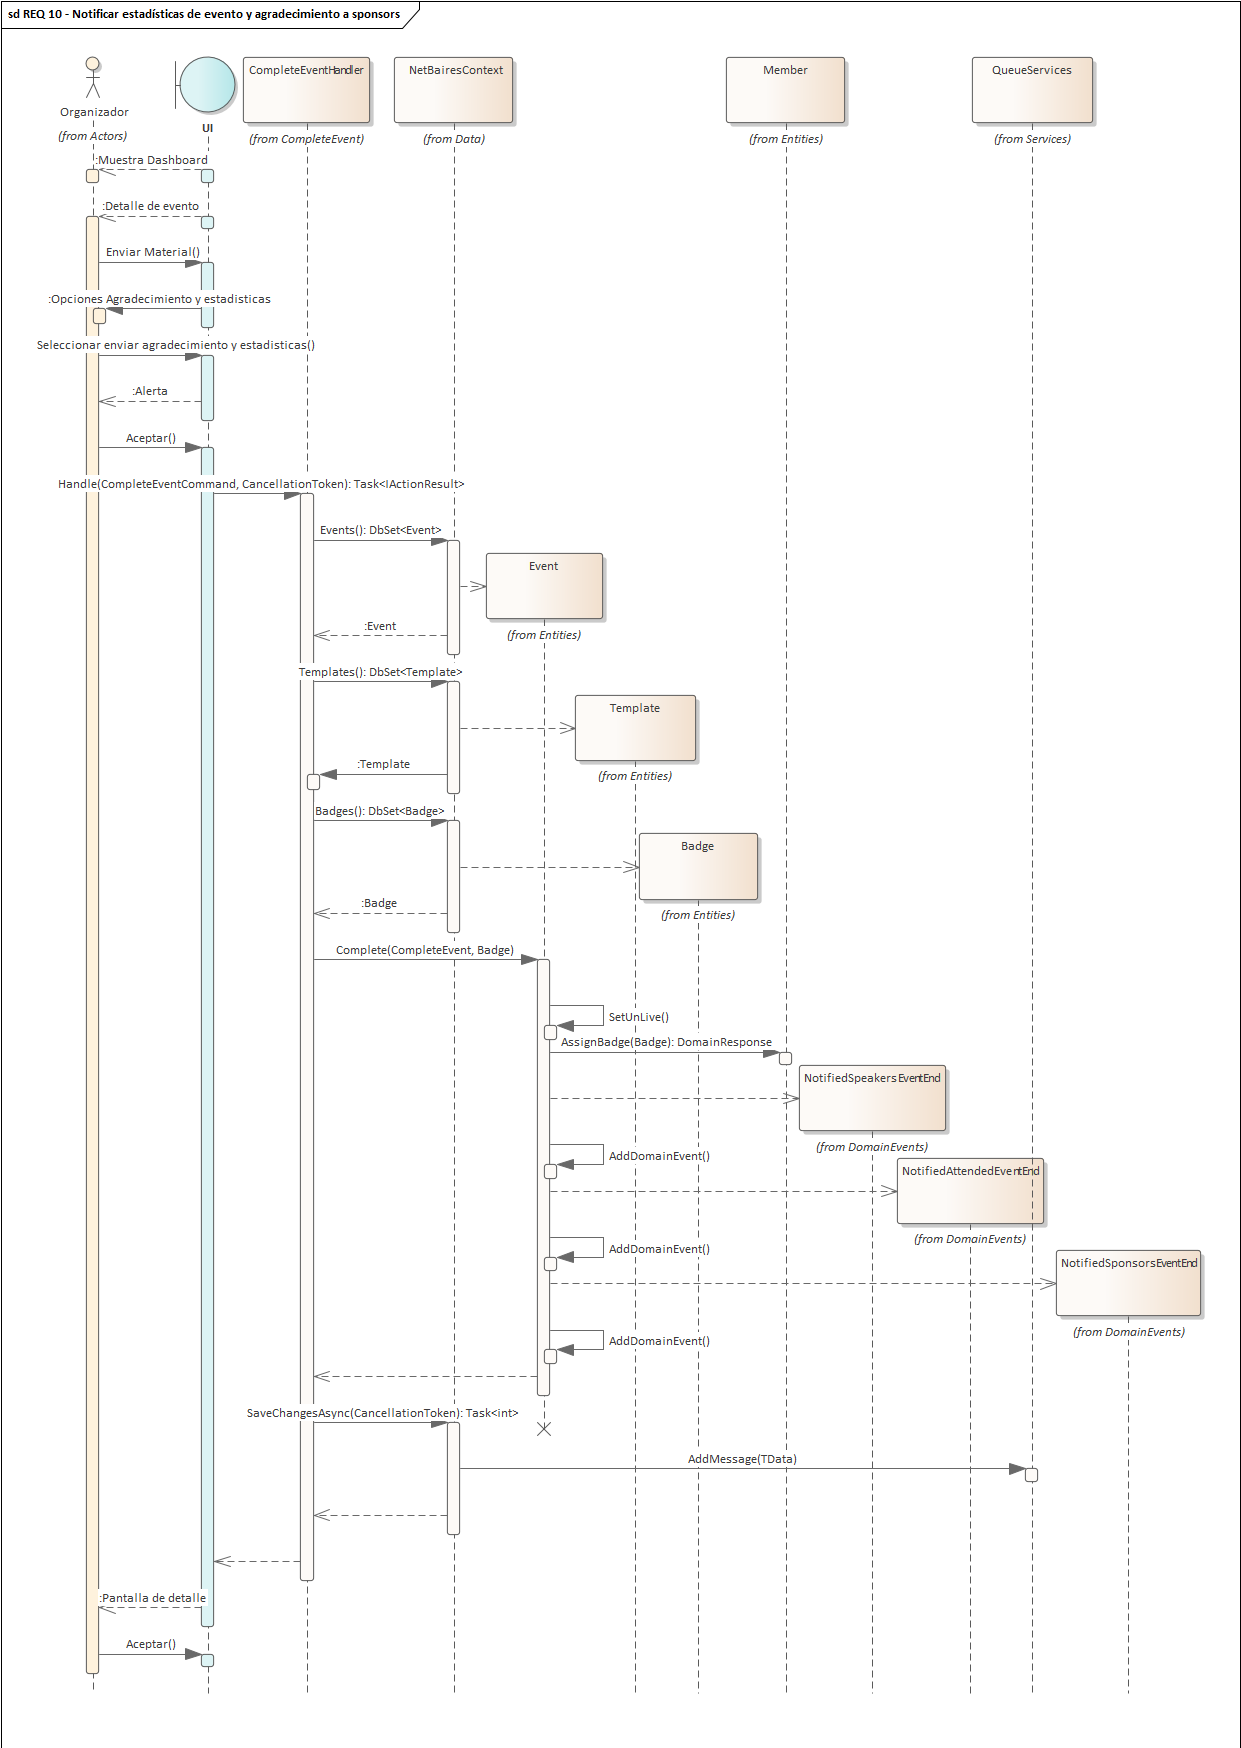 sd REQ 10 - Notificar estadísticas de evento y agradecimiento a sponsors
Organizador
(from Actors)
UI
CompleteEventHandler
(from CompleteEvent)
NetBairesContext
(from Data)
Member
(from Entities)
QueueServices
(from Services)
:Muestra Dashboard
:Detalle de evento
Enviar Material()
:Opciones Agradecimiento y estadisticas
Seleccionar enviar agradecimiento y estadisticas()
:Alerta
Aceptar()
Handle(CompleteEventCommand, CancellationToken): Task<IActionResult>
Events(): DbSet<Event>
Event
(from Entities)
:Event
Templates(): DbSet<Template>
Template
(from Entities)
:Template
Badges(): DbSet<Badge>
Badge
(from Entities)
:Badge
Complete(CompleteEvent, Badge)
SetUnLive()
AssignBadge(Badge): DomainResponse
NotifiedSpeakersEventEnd
(from DomainEvents)
AddDomainEvent()
NotifiedAttendedEventEnd
(from DomainEvents)
AddDomainEvent()
NotifiedSponsorsEventEnd
(from DomainEvents)
AddDomainEvent()
SaveChangesAsync(CancellationToken): Task<int>
AddMessage(TData)
:Pantalla de detalle
Aceptar()